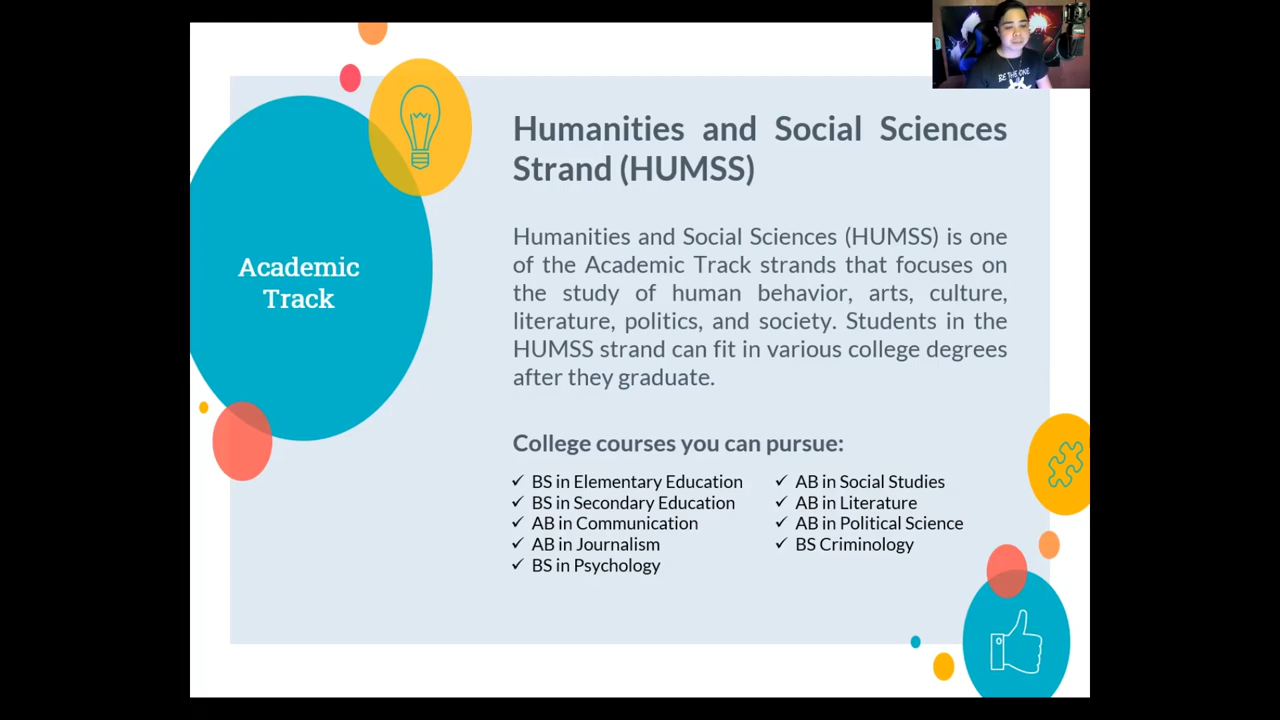 Academic
Track
Humanities and Social Sciences
Strand (HUMSS)
Humanities and Social Sciences (HUMSS) is one
of the Academic Track strands that focuses on
the study of human behavior, arts, culture,
literature, politics, and society. Students in the
HUMSS strand can fit in various college degrees
after they graduate.
College courses you can pursue:
✓ BS in Elementary Education
✓ BS in Secondary Education
✓ AB in Communication
✓ AB in Journalism
✓ BS in Psychology
✓ AB in Social Studies
✓ AB in Literature
✓ AB in Political Science
✓ BS Criminology
BE THE ONE